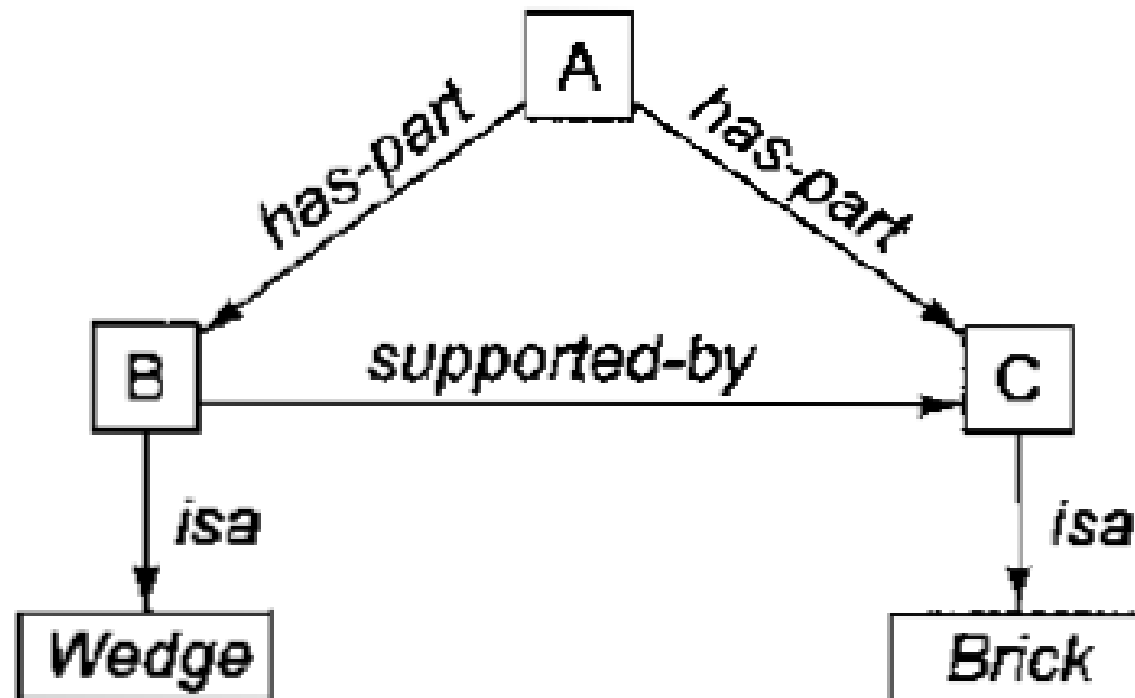 A
has-part
has-part
B
supported-by
C
isa
isa
Wedge
Brick